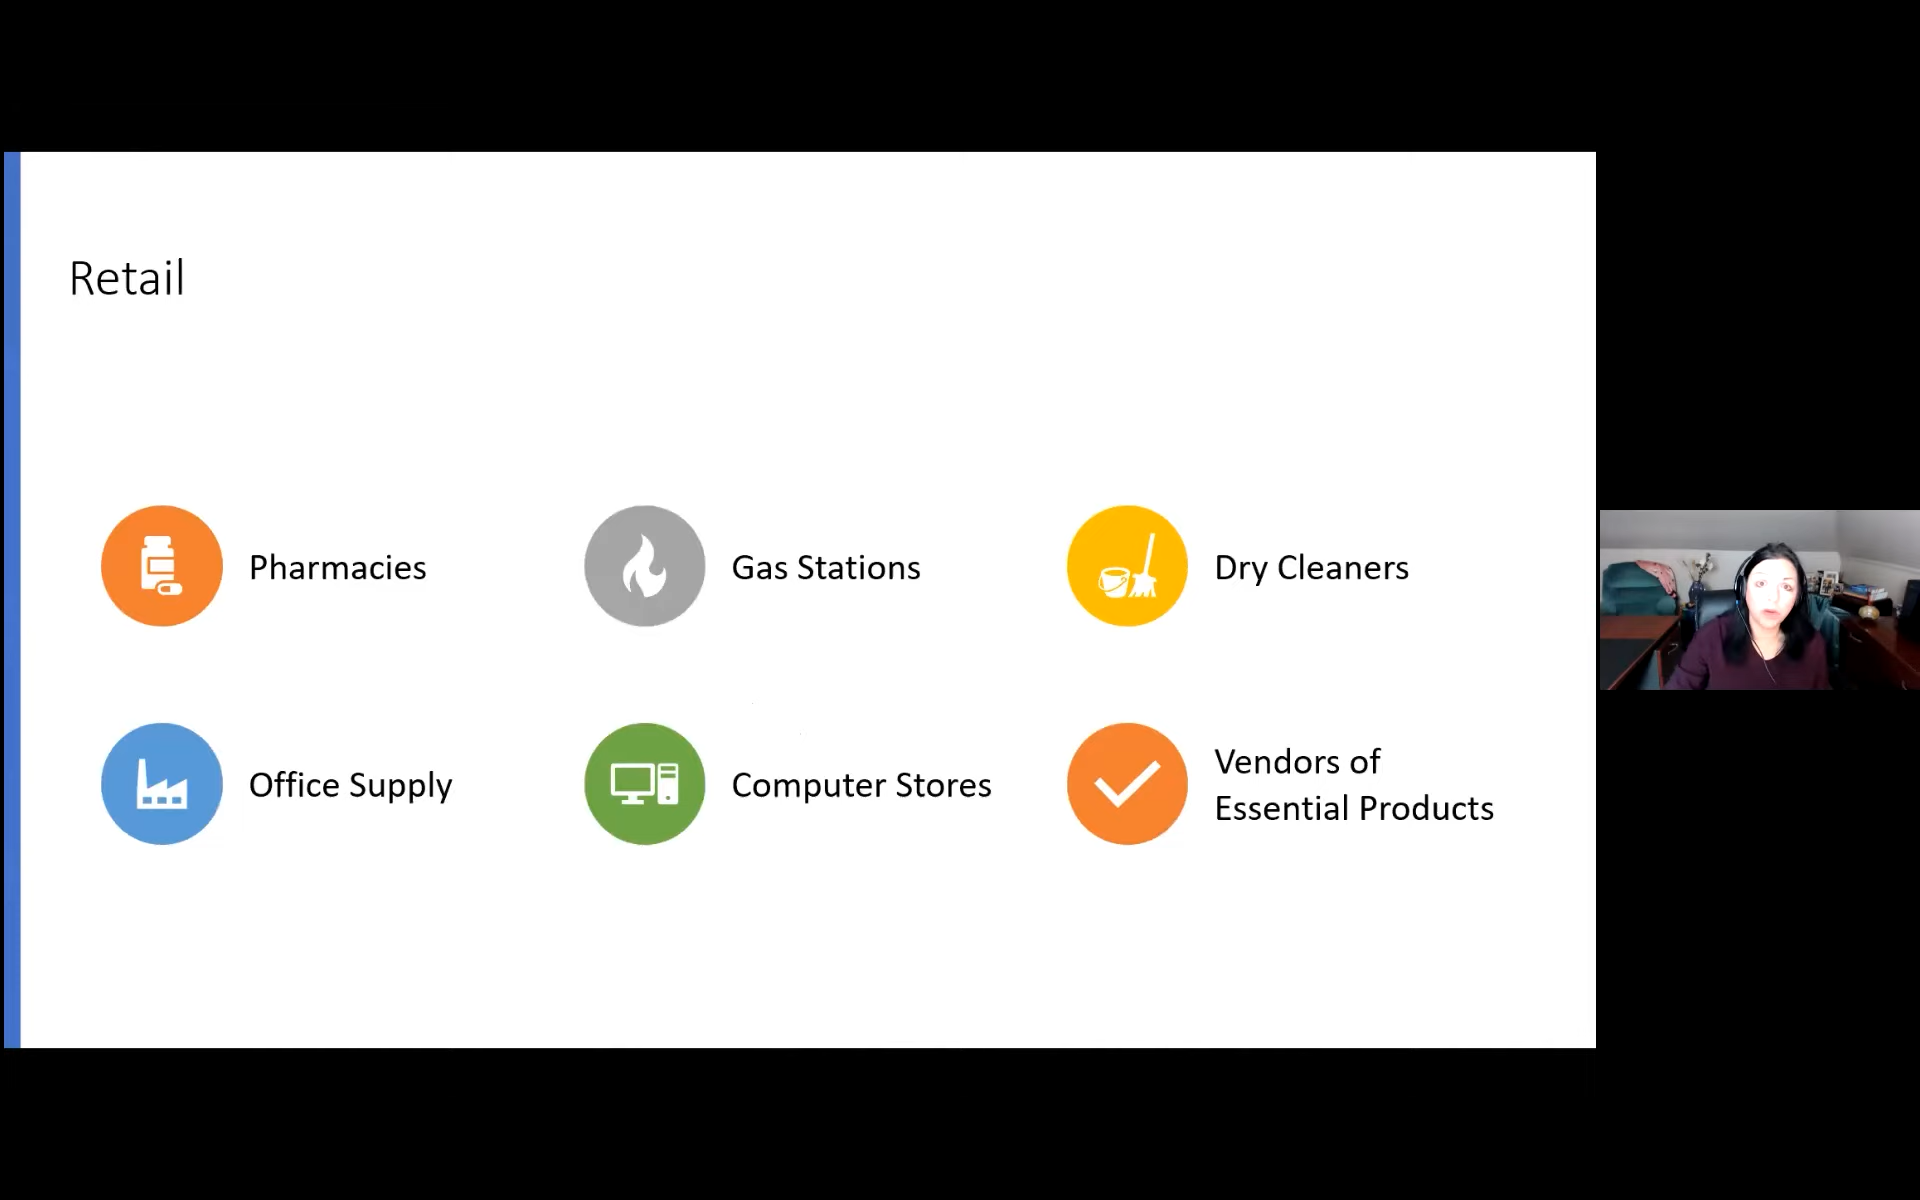 Retail
Pharmacies
Gas Stations
Dry Cleaners
Office Supply
Computer Stores
Vendors of
Essential Products